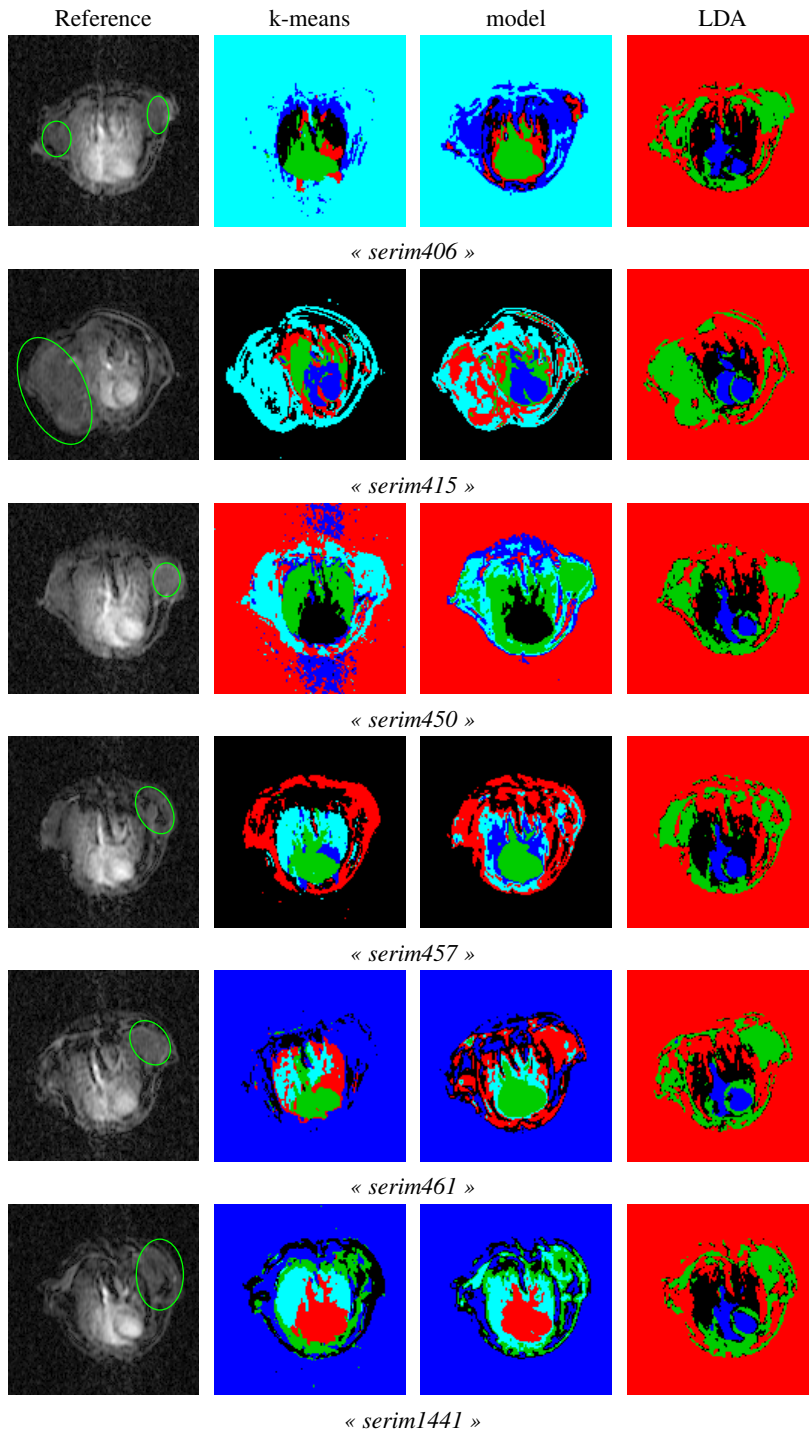 Reference k-means model LDA
« serim406 »
« serim415 »
« serim450 »
« serim457 »
« serim461 »
« serim1441 »